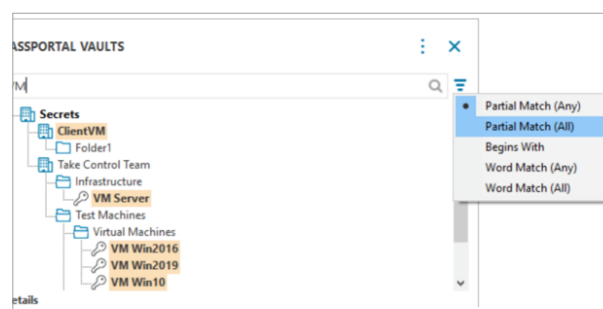 ASSPORTAL VAULTS
VM
Partial Match (Any)
Partial Match (All)
Begins With
Word Match (Any)
Word Match (All)
Secrets
ClientVM
Folder1
Take Control Team
Infrastructure
VM Server
Test Machines
Virtual Machines
VM Win2016
VM Win2019
VM Win10
etails